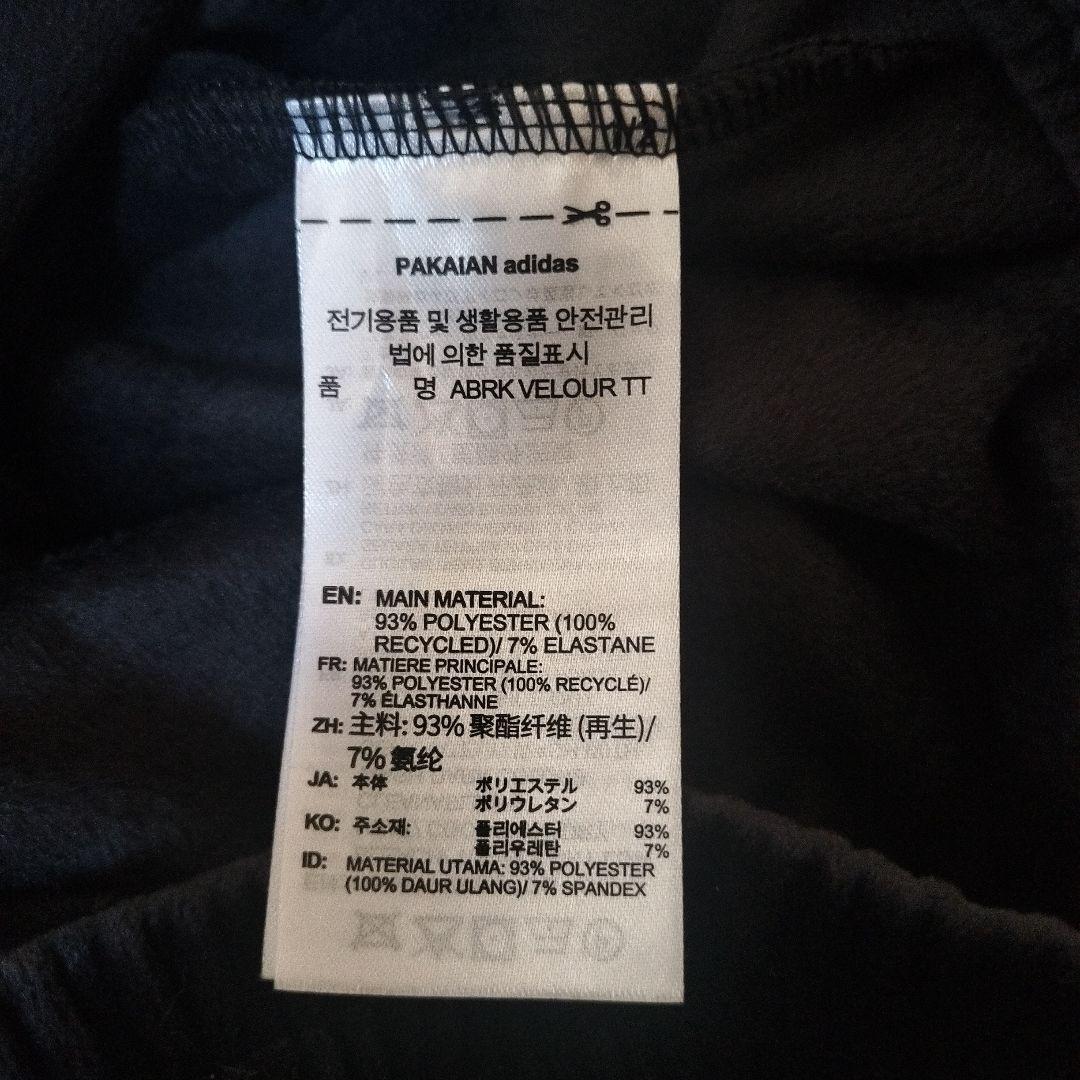 PAKAIAN adidas
전기용품 및 생활용품 안전관리
법에 의한 품질표시
품 명 ABRK VELOUR TT
EN: MAIN MATERIAL:
93% POLYESTER (100%
RECYCLED)/ 7% ELASTANE
FR: MATIERE PRINCIPALE:
93% POLYESTER (100% RECYCLÉ)/
7% ÉLASTHANNE
ZH: 主料: 93% 聚酯纤维 (再生)/
7% 氨纶
JA: 本体 ポリエステル 93%
ポリウレタン 7%
KO: 주소재: 폴리에스터 93%
폴리우레탄 7%
ID: MATERIAL UTAMA: 93% POLYESTER
(100% DAUR ULANG)/ 7% SPANDEX